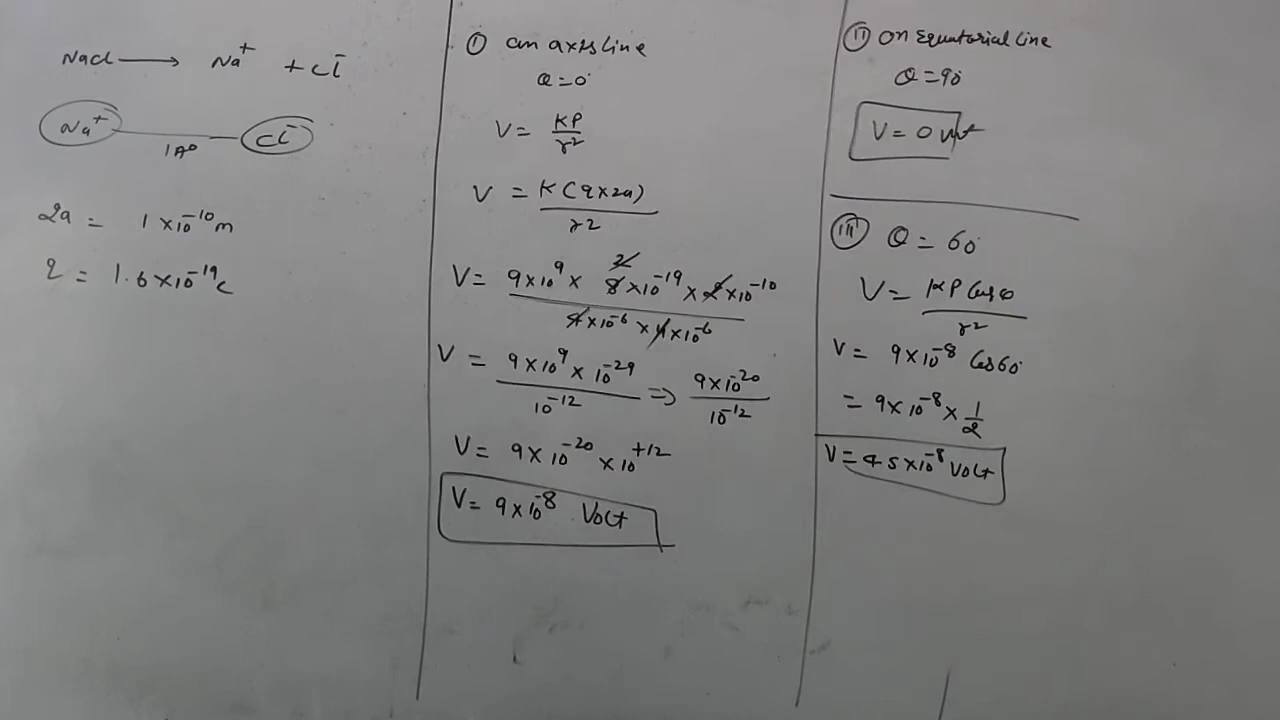 NaCl ⟶ Na⁺ + Cl⁻
Na⁺ Cl⁻
1A°
2a = 1×10⁻¹⁰m
q = 1.6×10⁻¹⁹c
① on axis line
θ = 0°
V = KP/r²
V = K(q×2a)/r²
V = 9×10⁹ × 8×10⁻¹⁹ × 2×10⁻¹⁰ / 4×10⁻⁶ × 4×10⁻⁶
2
V = 9×10⁹ × 10⁻²⁹ / 10⁻¹² ⇒ 9×10⁻²⁰ / 10⁻¹²
V = 9×10⁻²⁰ × 10⁺¹²
V = 9×10⁻⁸ Volt
(ii) on Equatorial Line
θ = 90°
V = 0
(iii) θ = 60°
V = KP Cosθ/r²
V = 9×10⁻⁸ Cos60°
= 9×10⁻⁸ × 1/2
V = 4.5×10⁻⁸ Volt